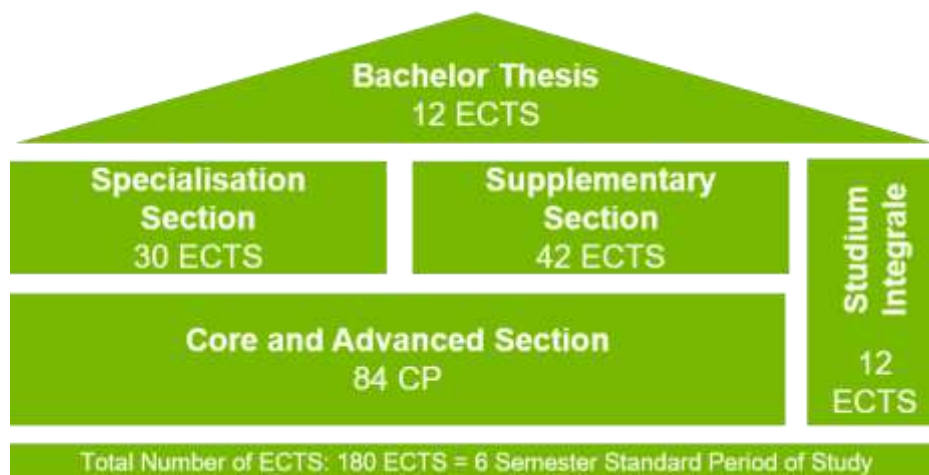 Bachelor Thesis
12 ECTS
Specialisation
Section
30 ECTS
Supplementary
Section
42 ECTS
Studium
Integrale
12
ECTS
Core and Advanced Section
84 CP
Total Number of ECTS: 180 ECTS = 6 Semester Standard Period of Study